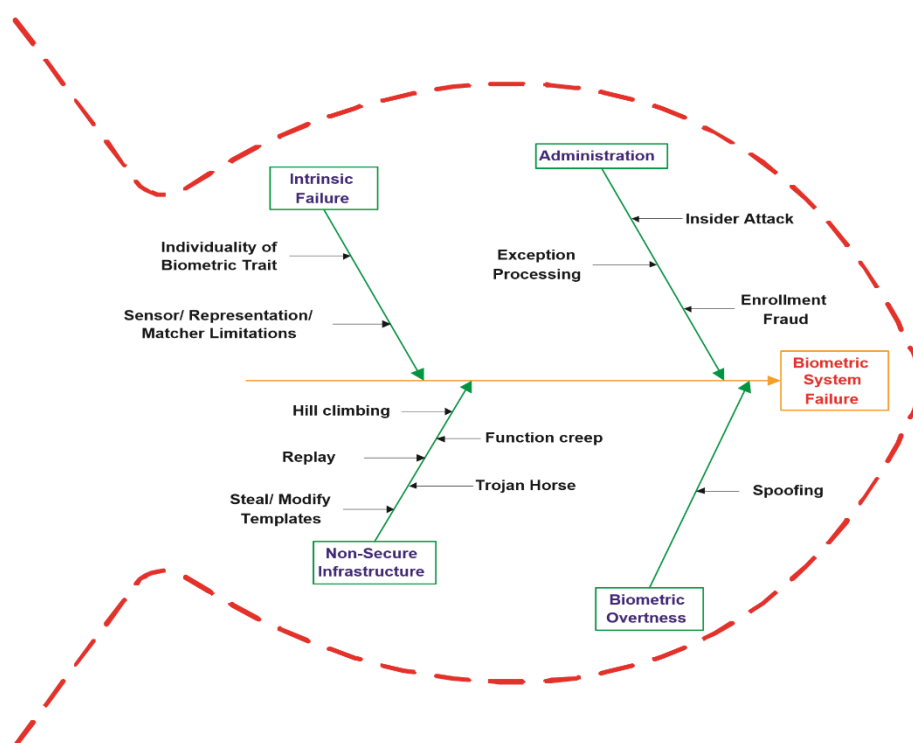 Administration
Intrinsic
Failure
Insider Attack
Individuality of
Biometric Trait
Exception
Processing
Enrollment
Fraud
Sensor/ Representation/
Matcher Limitations
Biometric
System
Failure
Hill climbing
Function creep
Replay
Trojan Horse
Spoofing
Steal/ Modify
Templates
Non-Secure
Infrastructure
Biometric
Overtness